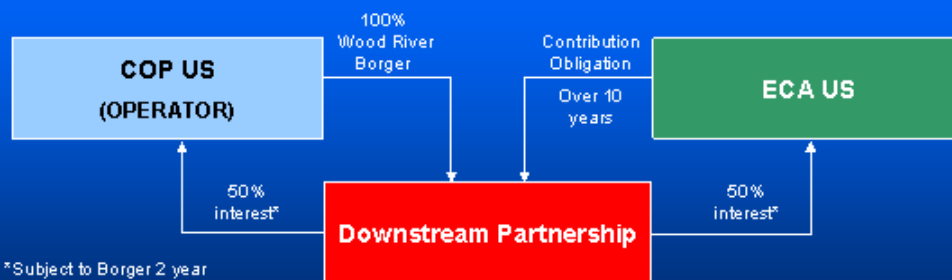 100%
Wood River
Borger
Contribution
Obligation
Over 10
years
COP US
(OPERATOR)
ECA US
50%
interest*
50%
interest*
Downstream Partnership
*Subject to Borger 2 year